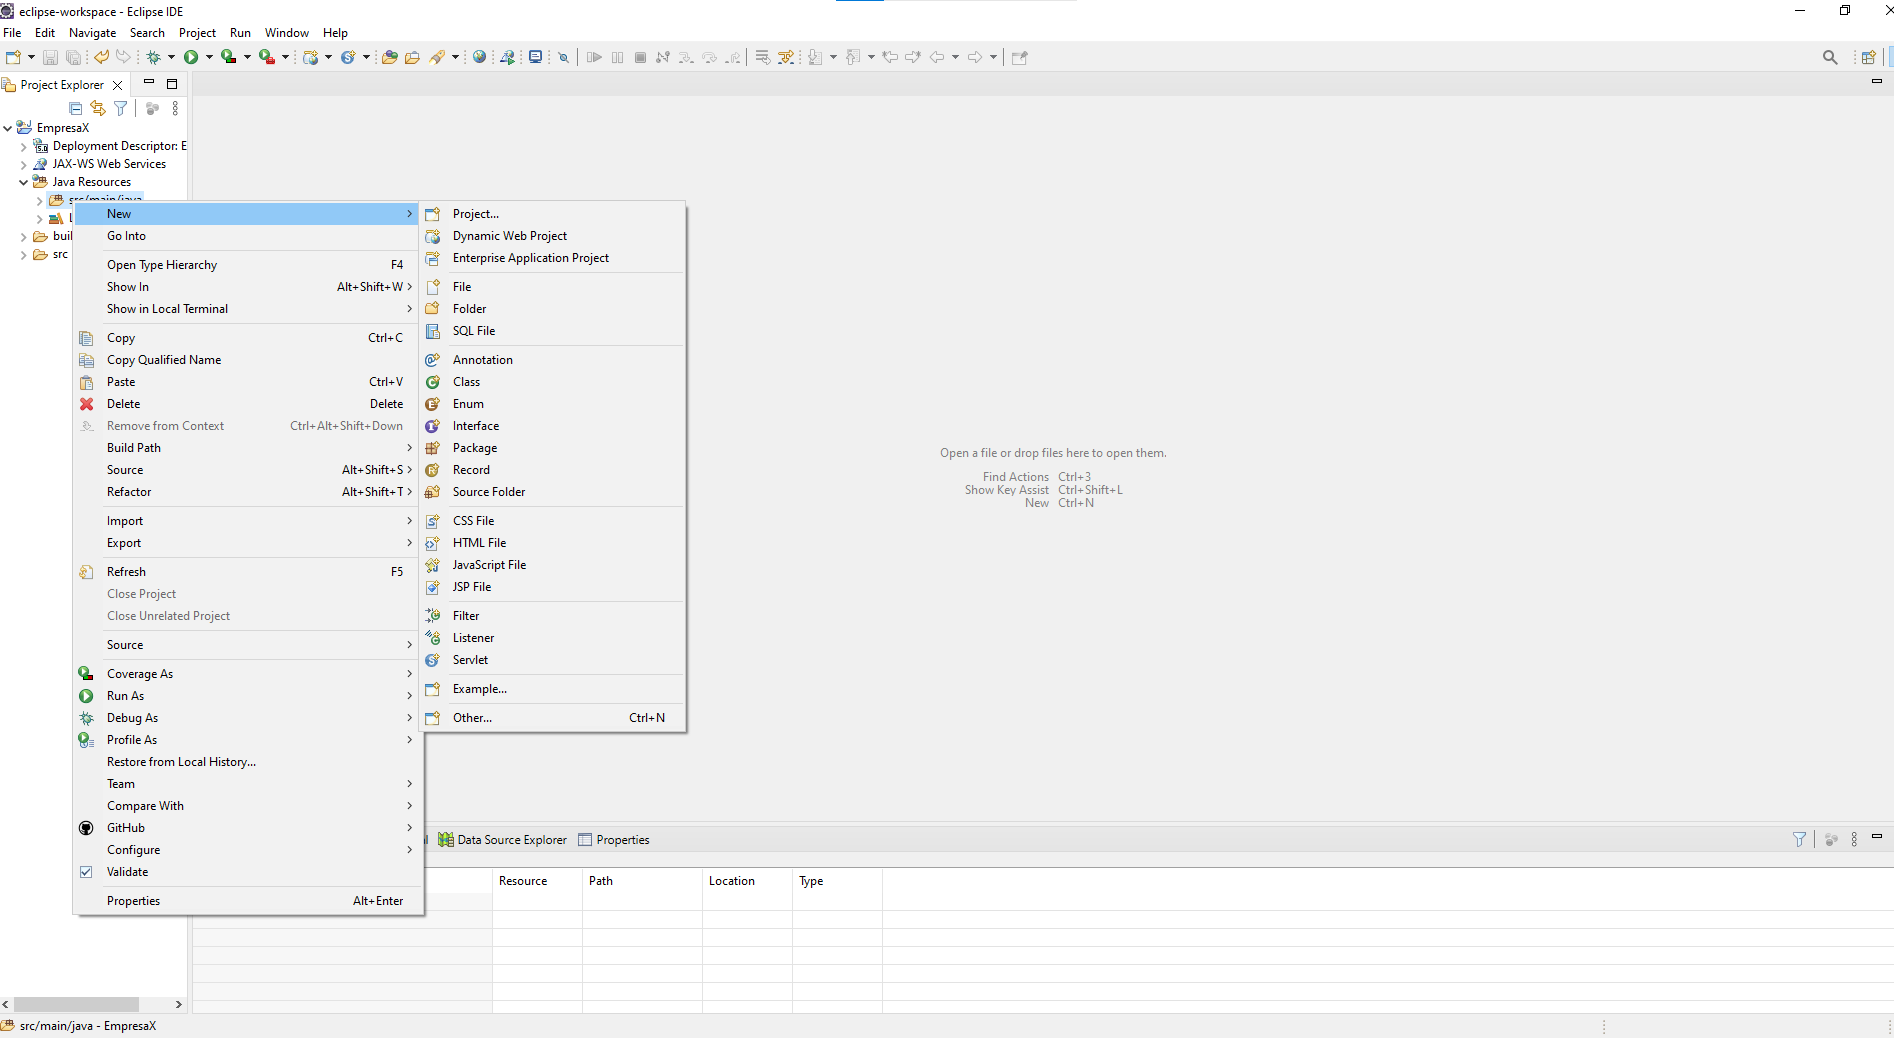 eclipse-workspace - Eclipse IDE
File Edit Navigate Search Project Run Window Help
Project Explorer
EmpresaX
Deployment Descriptor: E
JAX-WS Web Services
Java Resources
src/main/java
L
buil
src
New
Go Into
Open Type Hierarchy F4
Show In Alt+Shift+W
Show in Local Terminal
Copy Ctrl+C
Copy Qualified Name
Paste Ctrl+V
Delete Delete
Remove from Context Ctrl+Alt+Shift+Down
Build Path
Source Alt+Shift+S
Refactor Alt+Shift+T
Import
Export
Refresh F5
Close Project
Close Unrelated Project
Source
Coverage As
Run As
Debug As
Profile As
Restore from Local History...
Team
Compare With
GitHub
Configure
Validate
Properties Alt+Enter
Project...
Dynamic Web Project
Enterprise Application Project
File
Folder
SQL File
Annotation
Class
Enum
Interface
Package
Record
Source Folder
CSS File
HTML File
JavaScript File
JSP File
Filter
Listener
Servlet
Example...
Other... Ctrl+N
Open a file or drop files here to open them.
Find Actions Ctrl+3
Show Key Assist Ctrl+Shift+L
New Ctrl+N
l Data Source Explorer Properties
Resource Path Location Type
src/main/java - EmpresaX